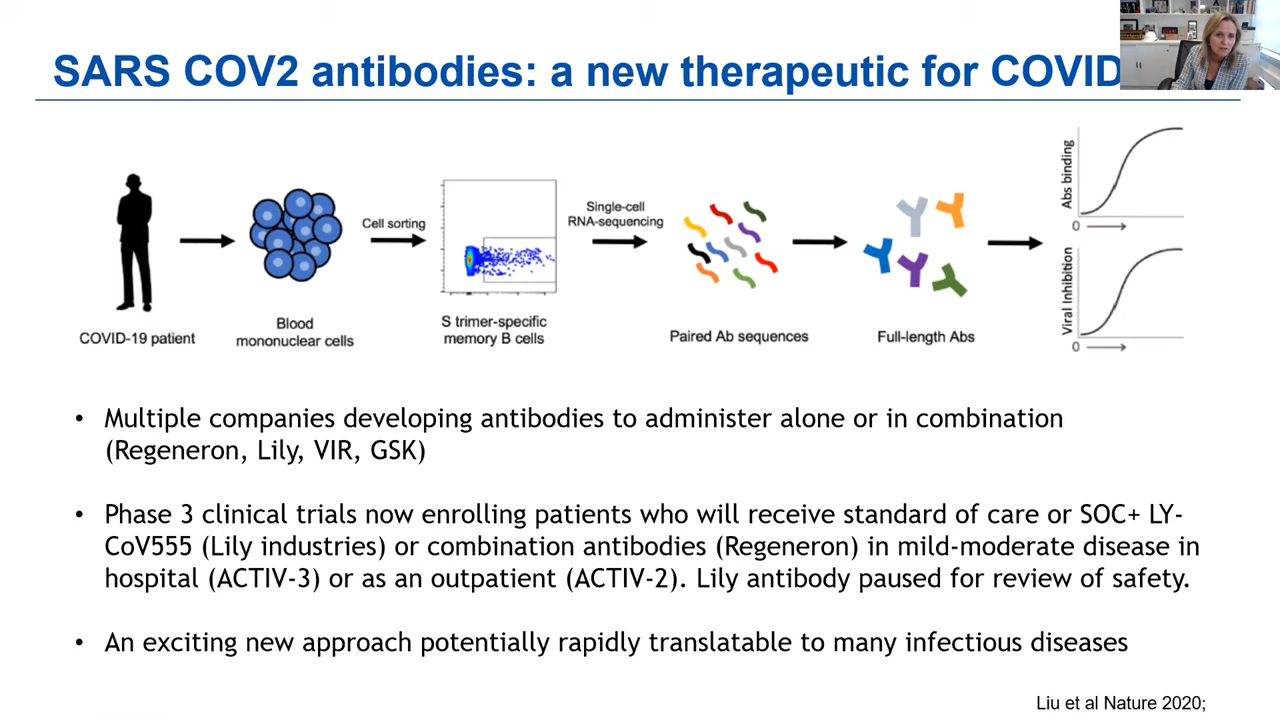 SARS COV2 antibodies: a new therapeutic for COVID
Cell sorting
Single-cell
RNA-sequencing
COVID-19 patient
Blood
mononuclear cells
S trimer-specific
memory B cells
Paired Ab sequences
Full-length Abs
Abs binding
0
Viral Inhibition
0
• Multiple companies developing antibodies to administer alone or in combination
(Regeneron, Lily, VIR, GSK)
• Phase 3 clinical trials now enrolling patients who will receive standard of care or SOC+ LY-
CoV555 (Lily industries) or combination antibodies (Regeneron) in mild-moderate disease in
hospital (ACTIV-3) or as an outpatient (ACTIV-2). Lily antibody paused for review of safety.
• An exciting new approach potentially rapidly translatable to many infectious diseases
Liu et al Nature 2020;